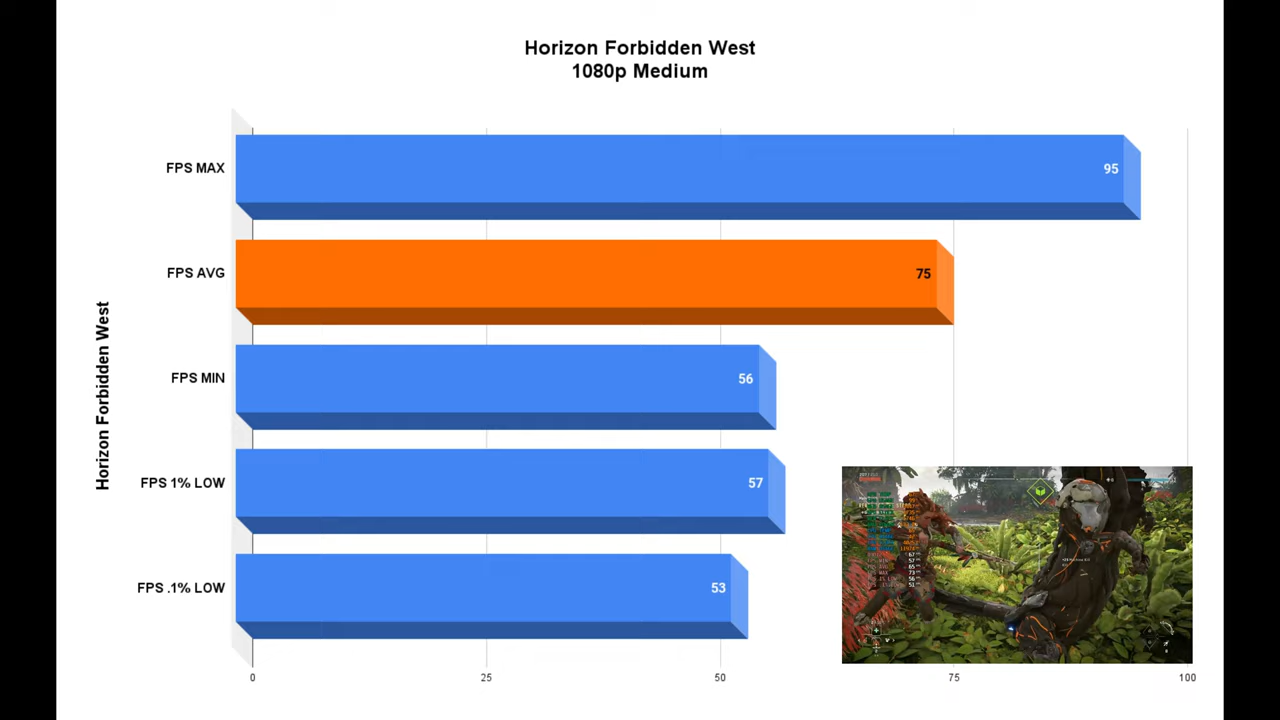 Horizon Forbidden West
1080p Medium
FPS MAX
95
FPS AVG
75
FPS MIN
56
FPS 1% LOW
57
FPS .1% LOW
53
Horizon Forbidden West
0
25
50
75
100